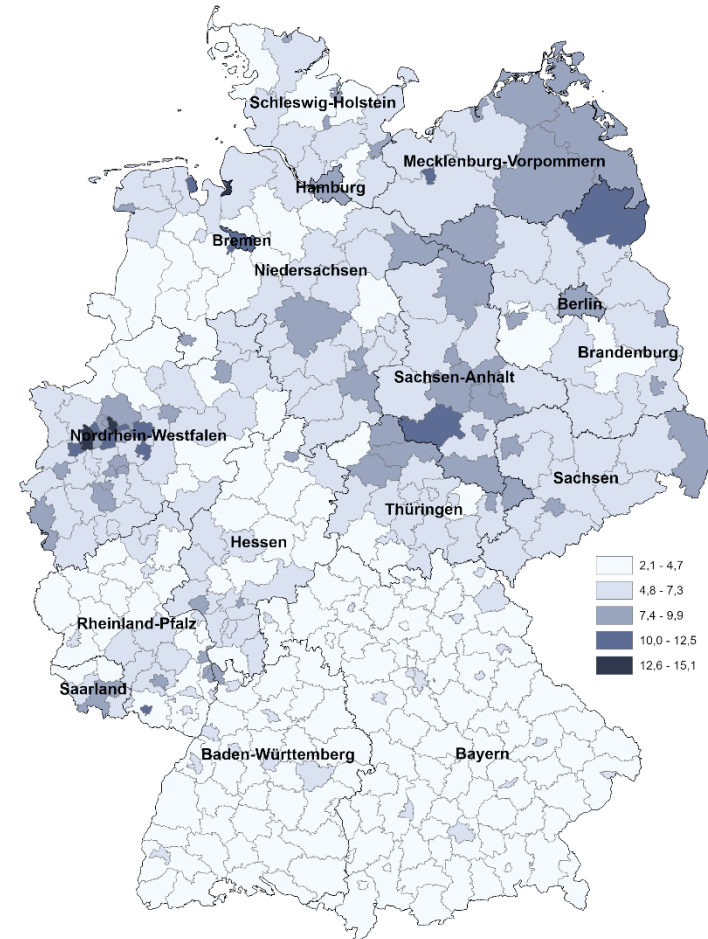 Schleswig-Holstein
Mecklenburg-Vorpommern
Hamburg
Bremen
Niedersachsen
Berlin
Brandenburg
Sachsen-Anhalt
Nordrhein-Westfalen
Sachsen
Thüringen
Hessen
2,1 - 4,7
4,8 - 7,3
7,4 - 9,9
10,0 - 12,5
12,6 - 15,1
Rheinland-Pfalz
Saarland
Baden-Württemberg
Bayern